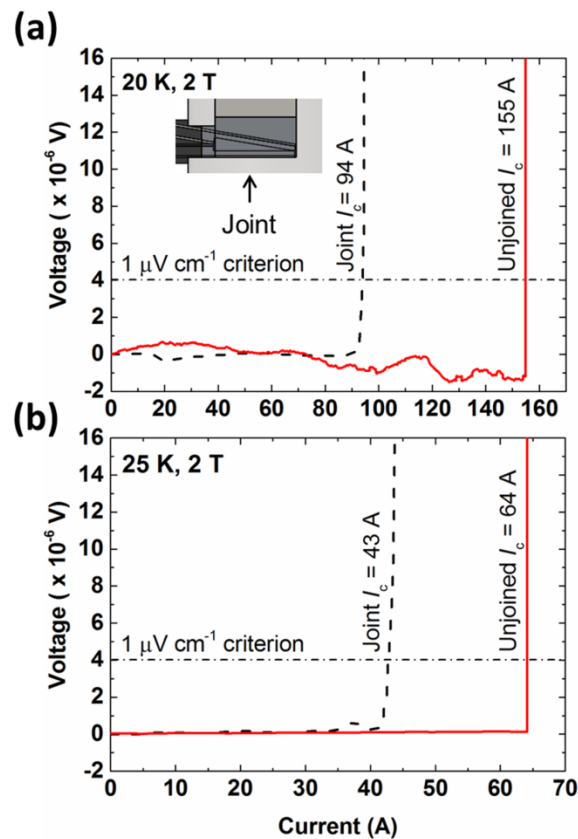 (a)
16
14
12
10
8
6
4
2
0
-2
Voltage ( x 10⁻⁶ V)
20 K, 2 T
Joint
Joint I_c = 94 A
Unjoined I_c = 155 A
1 μV cm⁻¹ criterion
0 20 40 60 80 100 120 140 160
(b)
16
14
12
10
8
6
4
2
0
-2
Voltage ( x 10⁻⁶ V)
25 K, 2 T
Joint I_c = 43 A
Unjoined I_c = 64 A
1 μV cm⁻¹ criterion
0 10 20 30 40 50 60 70
Current (A)